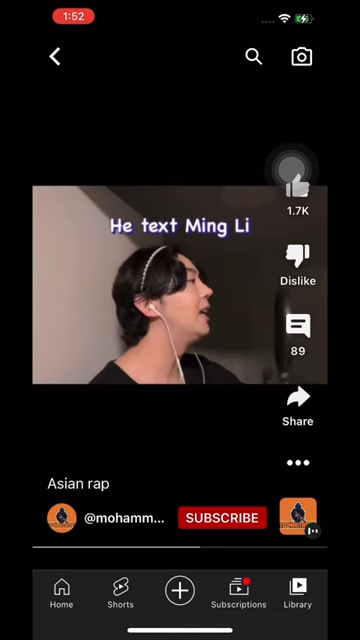 1:52
He text Ming Li
1.7K
Dislike
89
Share
Asian rap
@mohamm...
SUBSCRIBE
Home
Shorts
Subscriptions
Library